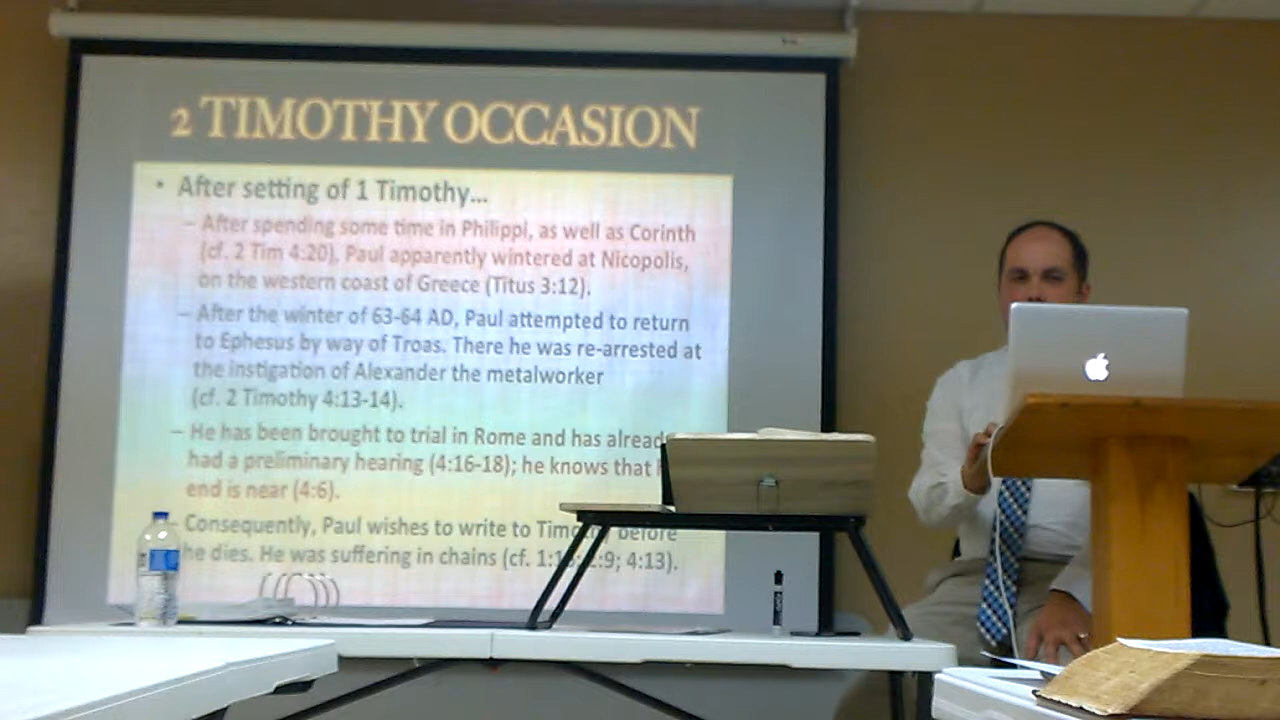 2 TIMOTHY OCCASION
• After setting of 1 Timothy...
– After spending some time in Philippi, as well as Corinth
(cf. 2 Tim 4:20), Paul apparently wintered at Nicopolis,
on the western coast of Greece (Titus 3:12).
– After the winter of 63-64 AD, Paul attempted to return
to Ephesus by way of Troas. There he was re-arrested at
the instigation of Alexander the metalworker
(cf. 2 Timothy 4:13-14).
– He has been brought to trial in Rome and has alread
had a preliminary hearing (4:16-18); he knows that
end is near (4:6).
– Consequently, Paul wishes to write to Timothy before
he dies. He was suffering in chains (cf. 4:13).